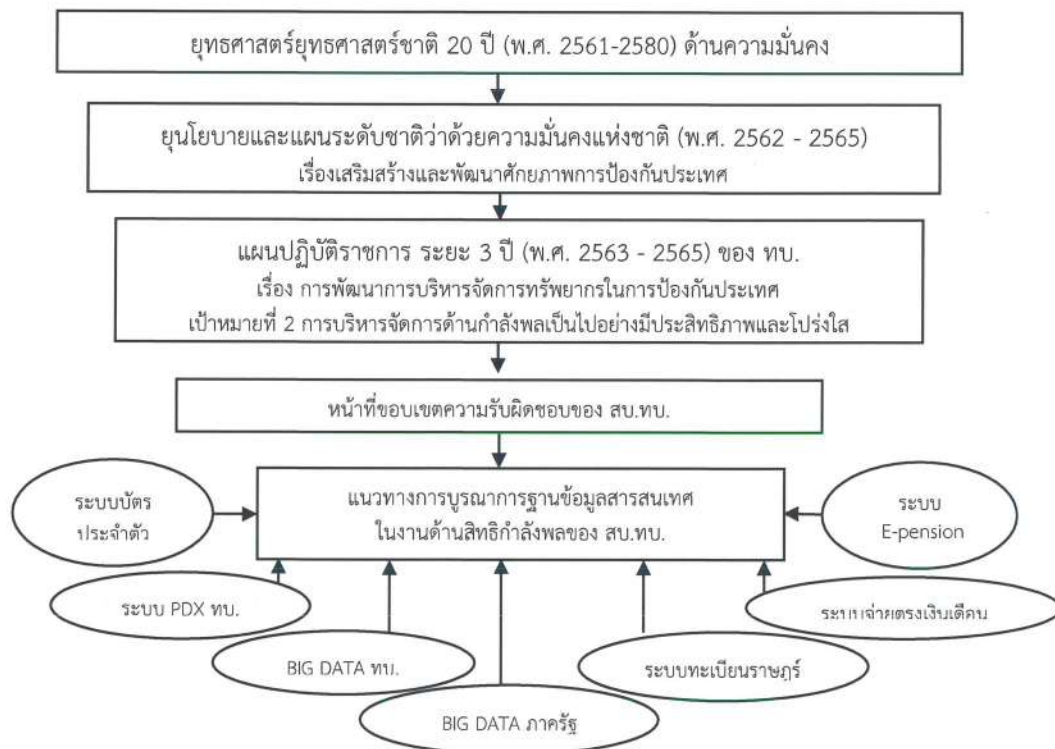 ยุทธศาสตร์ยุทธศาสตร์ชาติ 20 ปี (พ.ศ. 2561-2580) ด้านความมั่นคง
ยุนโยบายและแผนระดับชาติว่าด้วยความมั่นคงแห่งชาติ (พ.ศ. 2562 - 2565)
เรื่องเสริมสร้างและพัฒนาศักยภาพการป้องกันประเทศ
แผนปฏิบัติราชการ ระยะ 3 ปี (พ.ศ. 2563 - 2565) ของ ทบ.
เรื่อง การพัฒนาการบริหารจัดการทรัพยากรในการป้องกันประเทศ
เป้าหมายที่ 2 การบริหารจัดการด้านกำลังพลเป็นไปอย่างมีประสิทธิภาพและโปร่งใส
หน้าที่ขอบเขตความรับผิดชอบของ สบ.ทบ.
ระบบบัตร
ประจำตัว
แนวทางการบูรณาการฐานข้อมูลสารสนเทศ
ในงานด้านสิทธิกำลังพลของ สบ.ทบ.
ระบบ
E-pension
ระบบ PDX ทบ.
ระบบจ่ายตรงเงินเดือน
BIG DATA ทบ.
ระบบทะเบียนราษฎร์
BIG DATA ภาครัฐ